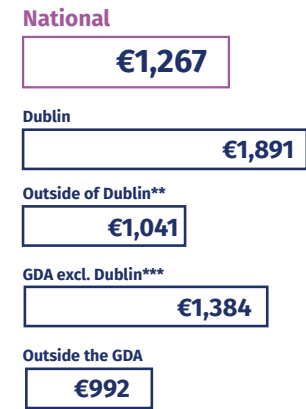 National
€1,267
Dublin
€1,891
Outside of Dublin**
€1,041
GDA excl. Dublin***
€1,384
Outside the GDA
€992